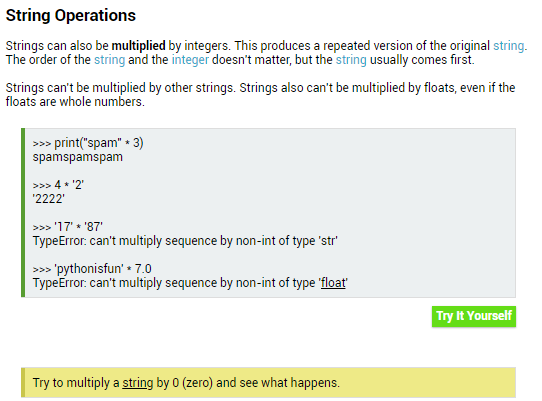 String Operations
Strings can also be multiplied by integers. This produces a repeated version of the original string.
The order of the string and the integer doesn't matter, but the string usually comes first.
Strings can't be multiplied by other strings. Strings also can't be multiplied by floats, even if the
floats are whole numbers.
>>> print("spam" * 3)
spamspamspam
>>> 4 * '2'
'2222'
>>> '17' * '87'
TypeError: can't multiply sequence by non-int of type 'str'
>>> 'pythonisfun' * 7.0
TypeError: can't multiply sequence by non-int of type 'float'
Try It Yourself
Try to multiply a string by 0 (zero) and see what happens.